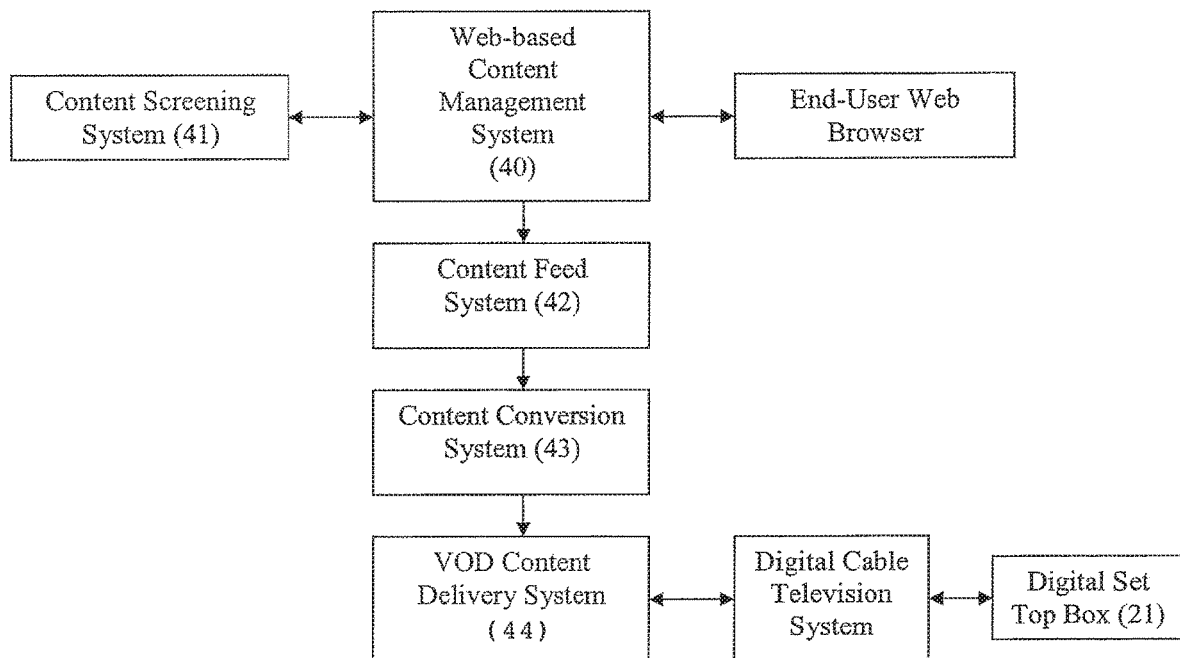 Web-based
Content
Management
System
(40)
Content Screening
System (41)
End-User Web
Browser
Content Feed
System (42)
Content Conversion
System (43)
VOD Content
Delivery System
(44)
Digital Cable
Television
System
Digital Set
Top Box (21)